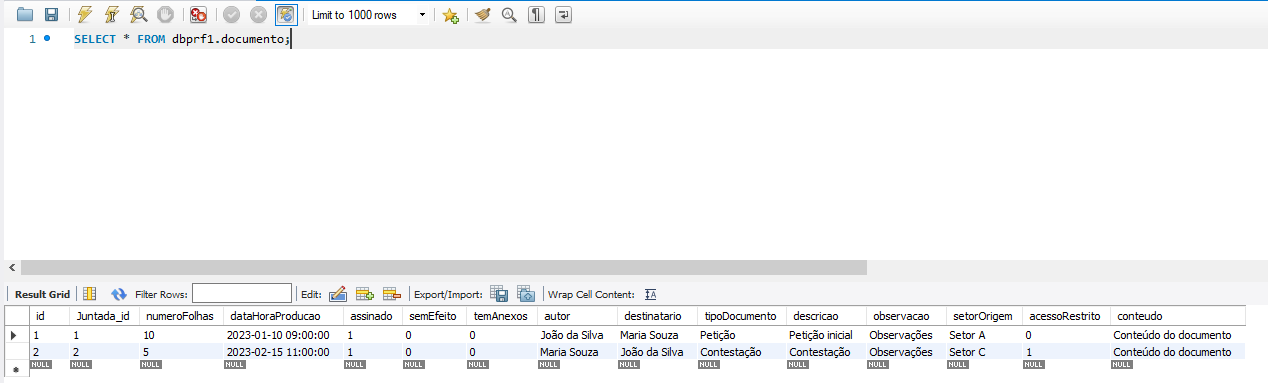 Limit to 1000 rows
1 SELECT * FROM dbprf1.documento;
Result Grid Filter Rows: Edit: Export/Import: Wrap Cell Content:
id Juntada_id numeroFolhas dataHoraProducao assinado semEfeito temAnexos autor destinatario tipoDocumento descricao observacao setorOrigem acessoRestrito conteudo
1 1 10 2023-01-10 09:00:00 1 0 0 João da Silva Maria Souza Petição Petição inicial Observações Setor A 0 Conteúdo do documento
2 2 5 2023-02-15 11:00:00 1 0 0 Maria Souza João da Silva Contestação Contestação Observações Setor C 1 Conteúdo do documento
NULL NULL NULL NULL NULL NULL NULL NULL NULL NULL NULL NULL NULL NULL NULL